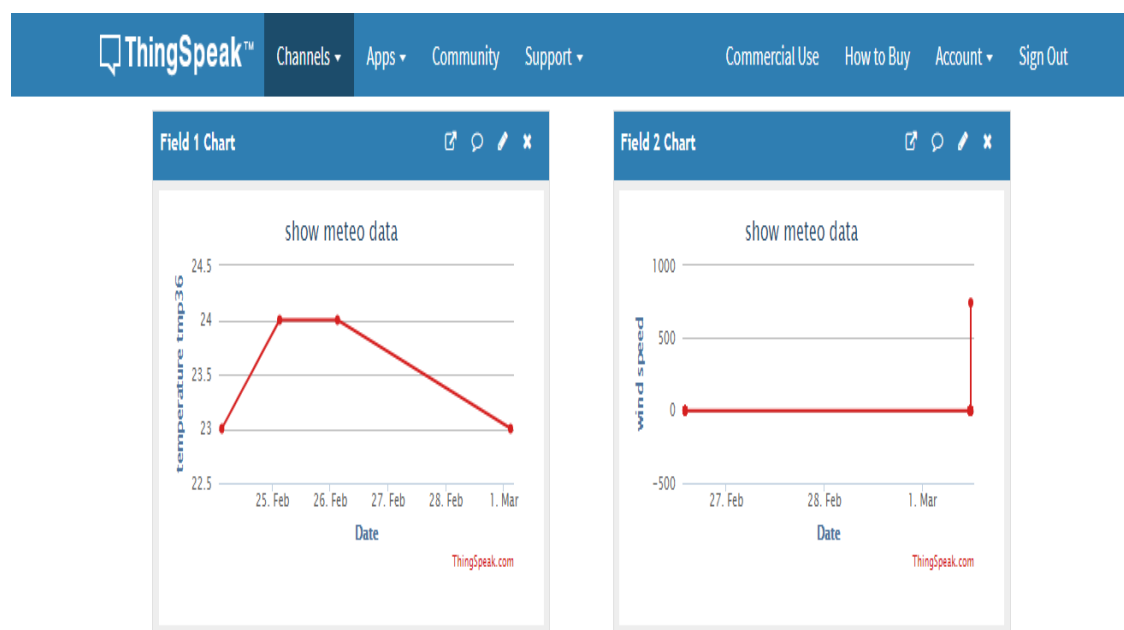 ThingSpeak™ Channels Apps Community Support Commercial Use How to Buy Account Sign Out
Field 1 Chart
show meteo data
temperature tmp36
24.5
24
23.5
23
22.5
25. Feb 26. Feb 27. Feb 28. Feb 1. Mar
Date
ThingSpeak.com
Field 2 Chart
show meteo data
wind speed
1000
500
0
-500
27. Feb 28. Feb 1. Mar
Date
ThingSpeak.com